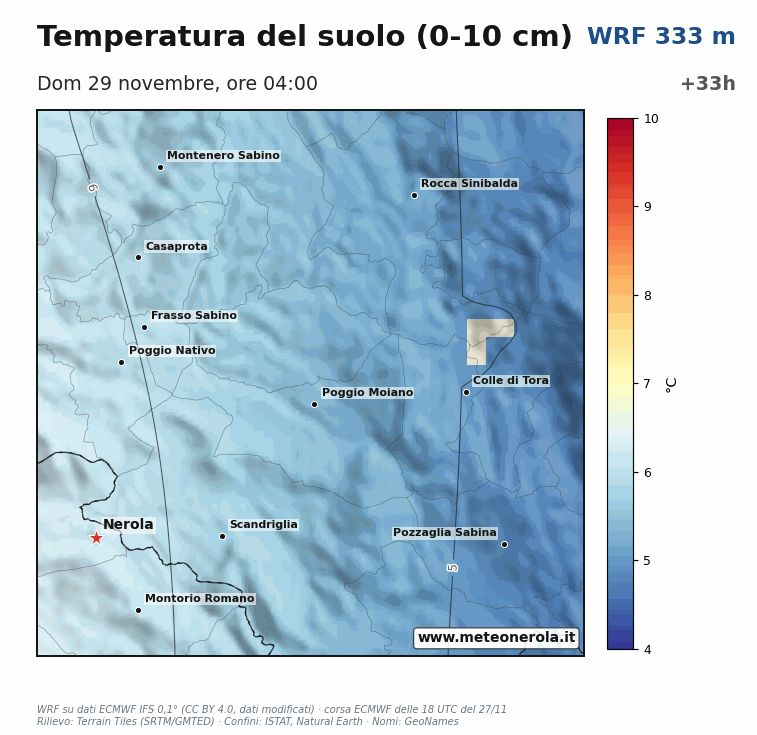 Temperatura del suolo (0-10 cm) WRF 333 m
Dom 29 novembre, ore 04:00 +33h
Montenero Sabino
Rocca Sinibalda
6
Casaprota
Frasso Sabino
Poggio Nativo
Colle di Tora
Poggio Moiano
Nerola
Scandriglia
Pozzaglia Sabina
5
Montorio Romano
www.meteonerola.it
10
9
8
7
6
5
4
°C
WRF su dati ECMWF IFS 0,1° (CC BY 4.0, dati modificati) · corsa ECMWF delle 18 UTC del 27/11
Rilievo: Terrain Tiles (SRTM/GMTED) · Confini: ISTAT, Natural Earth · Nomi: GeoNames